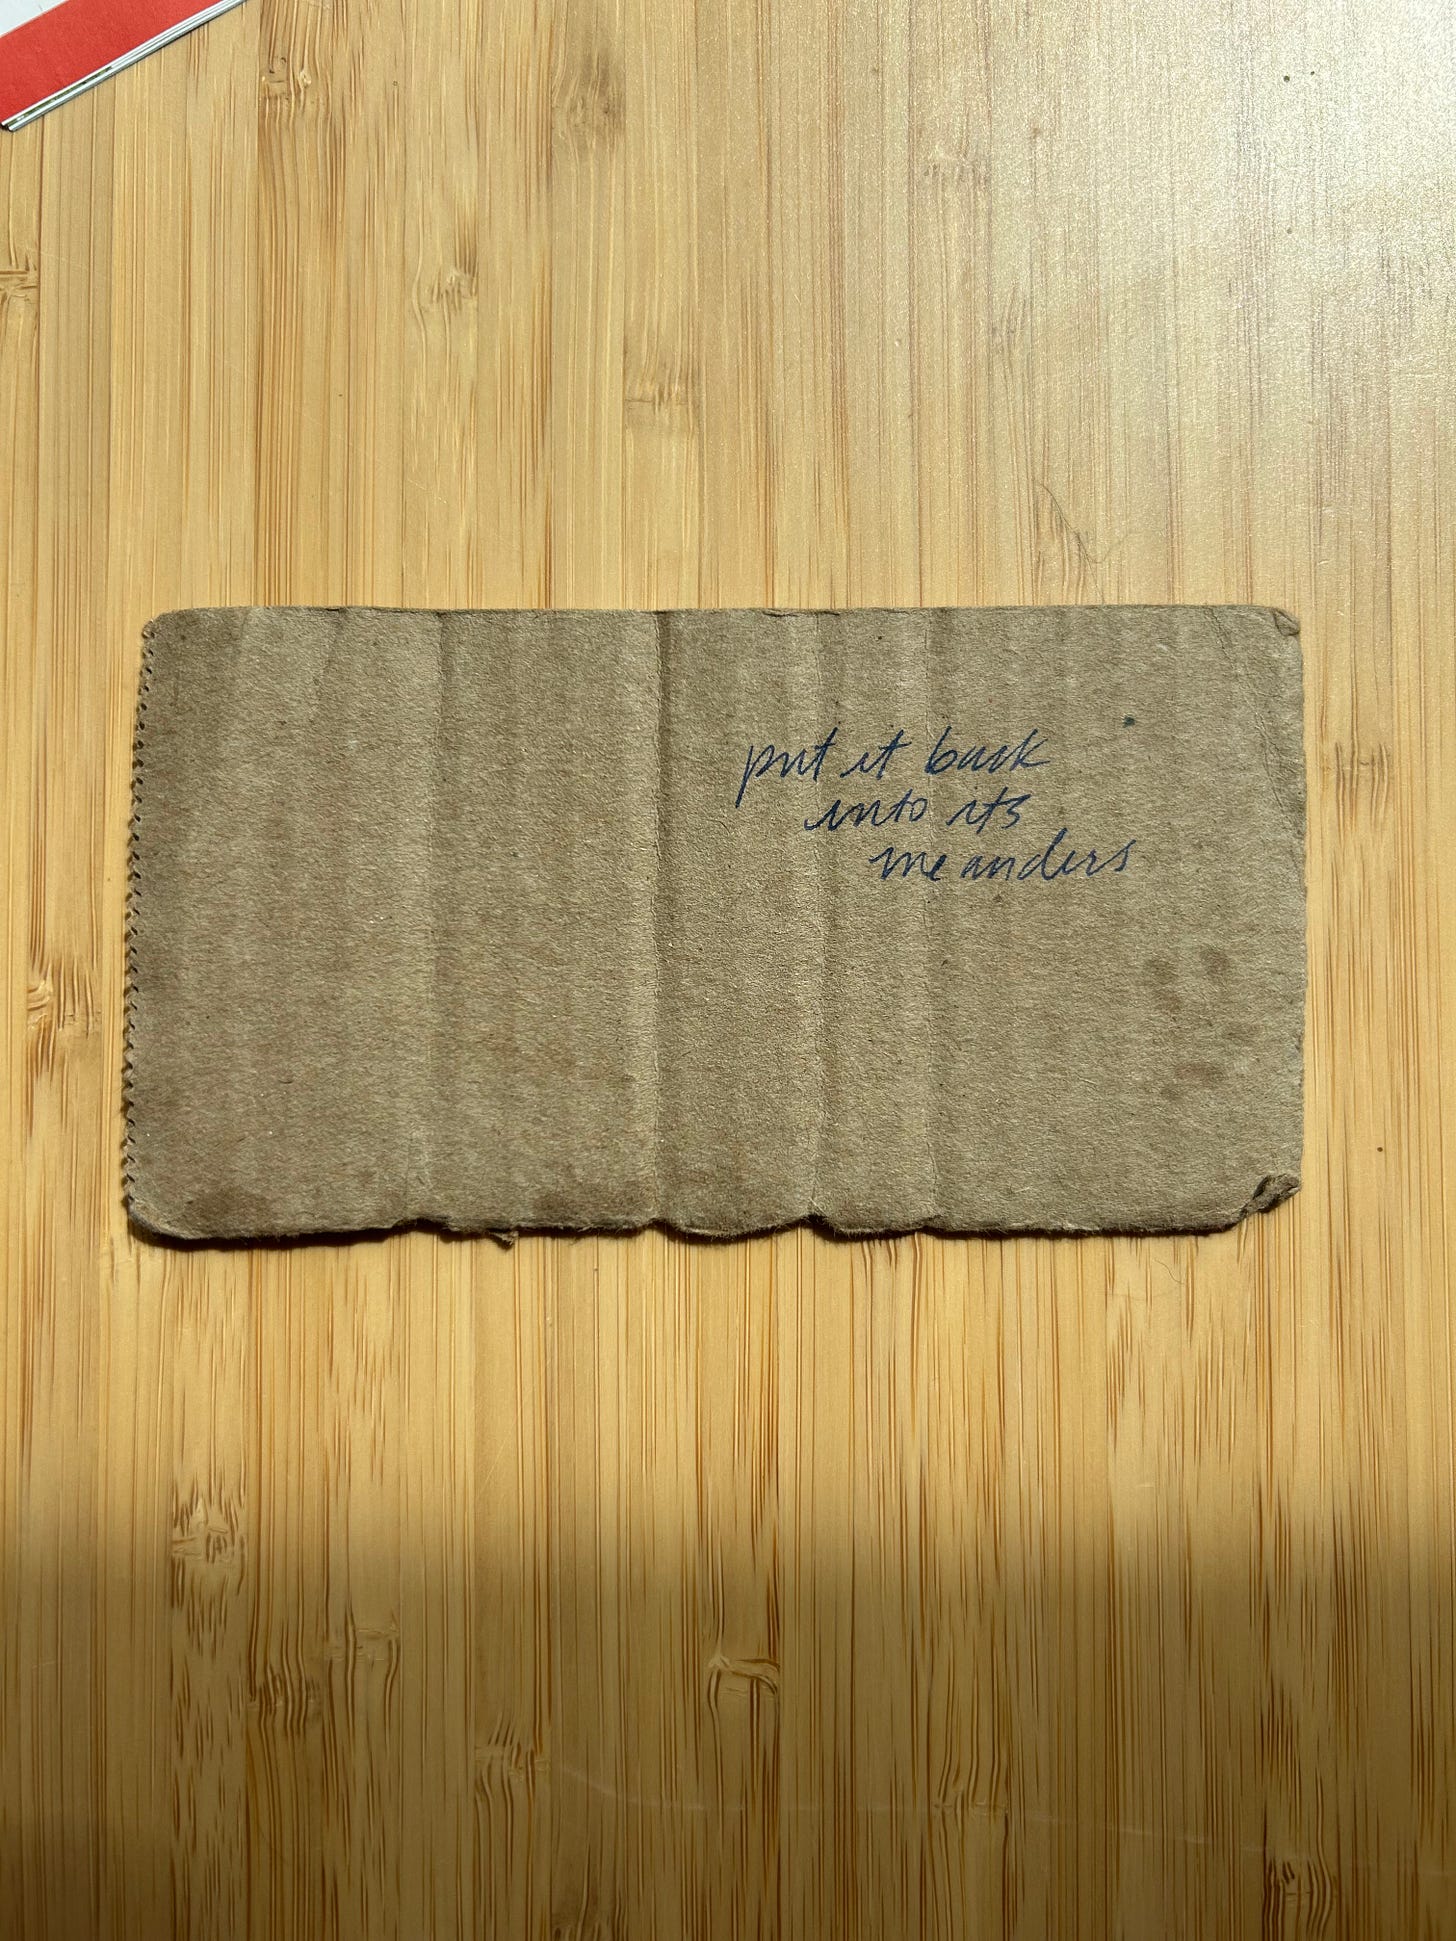 put it back
into its
meanders